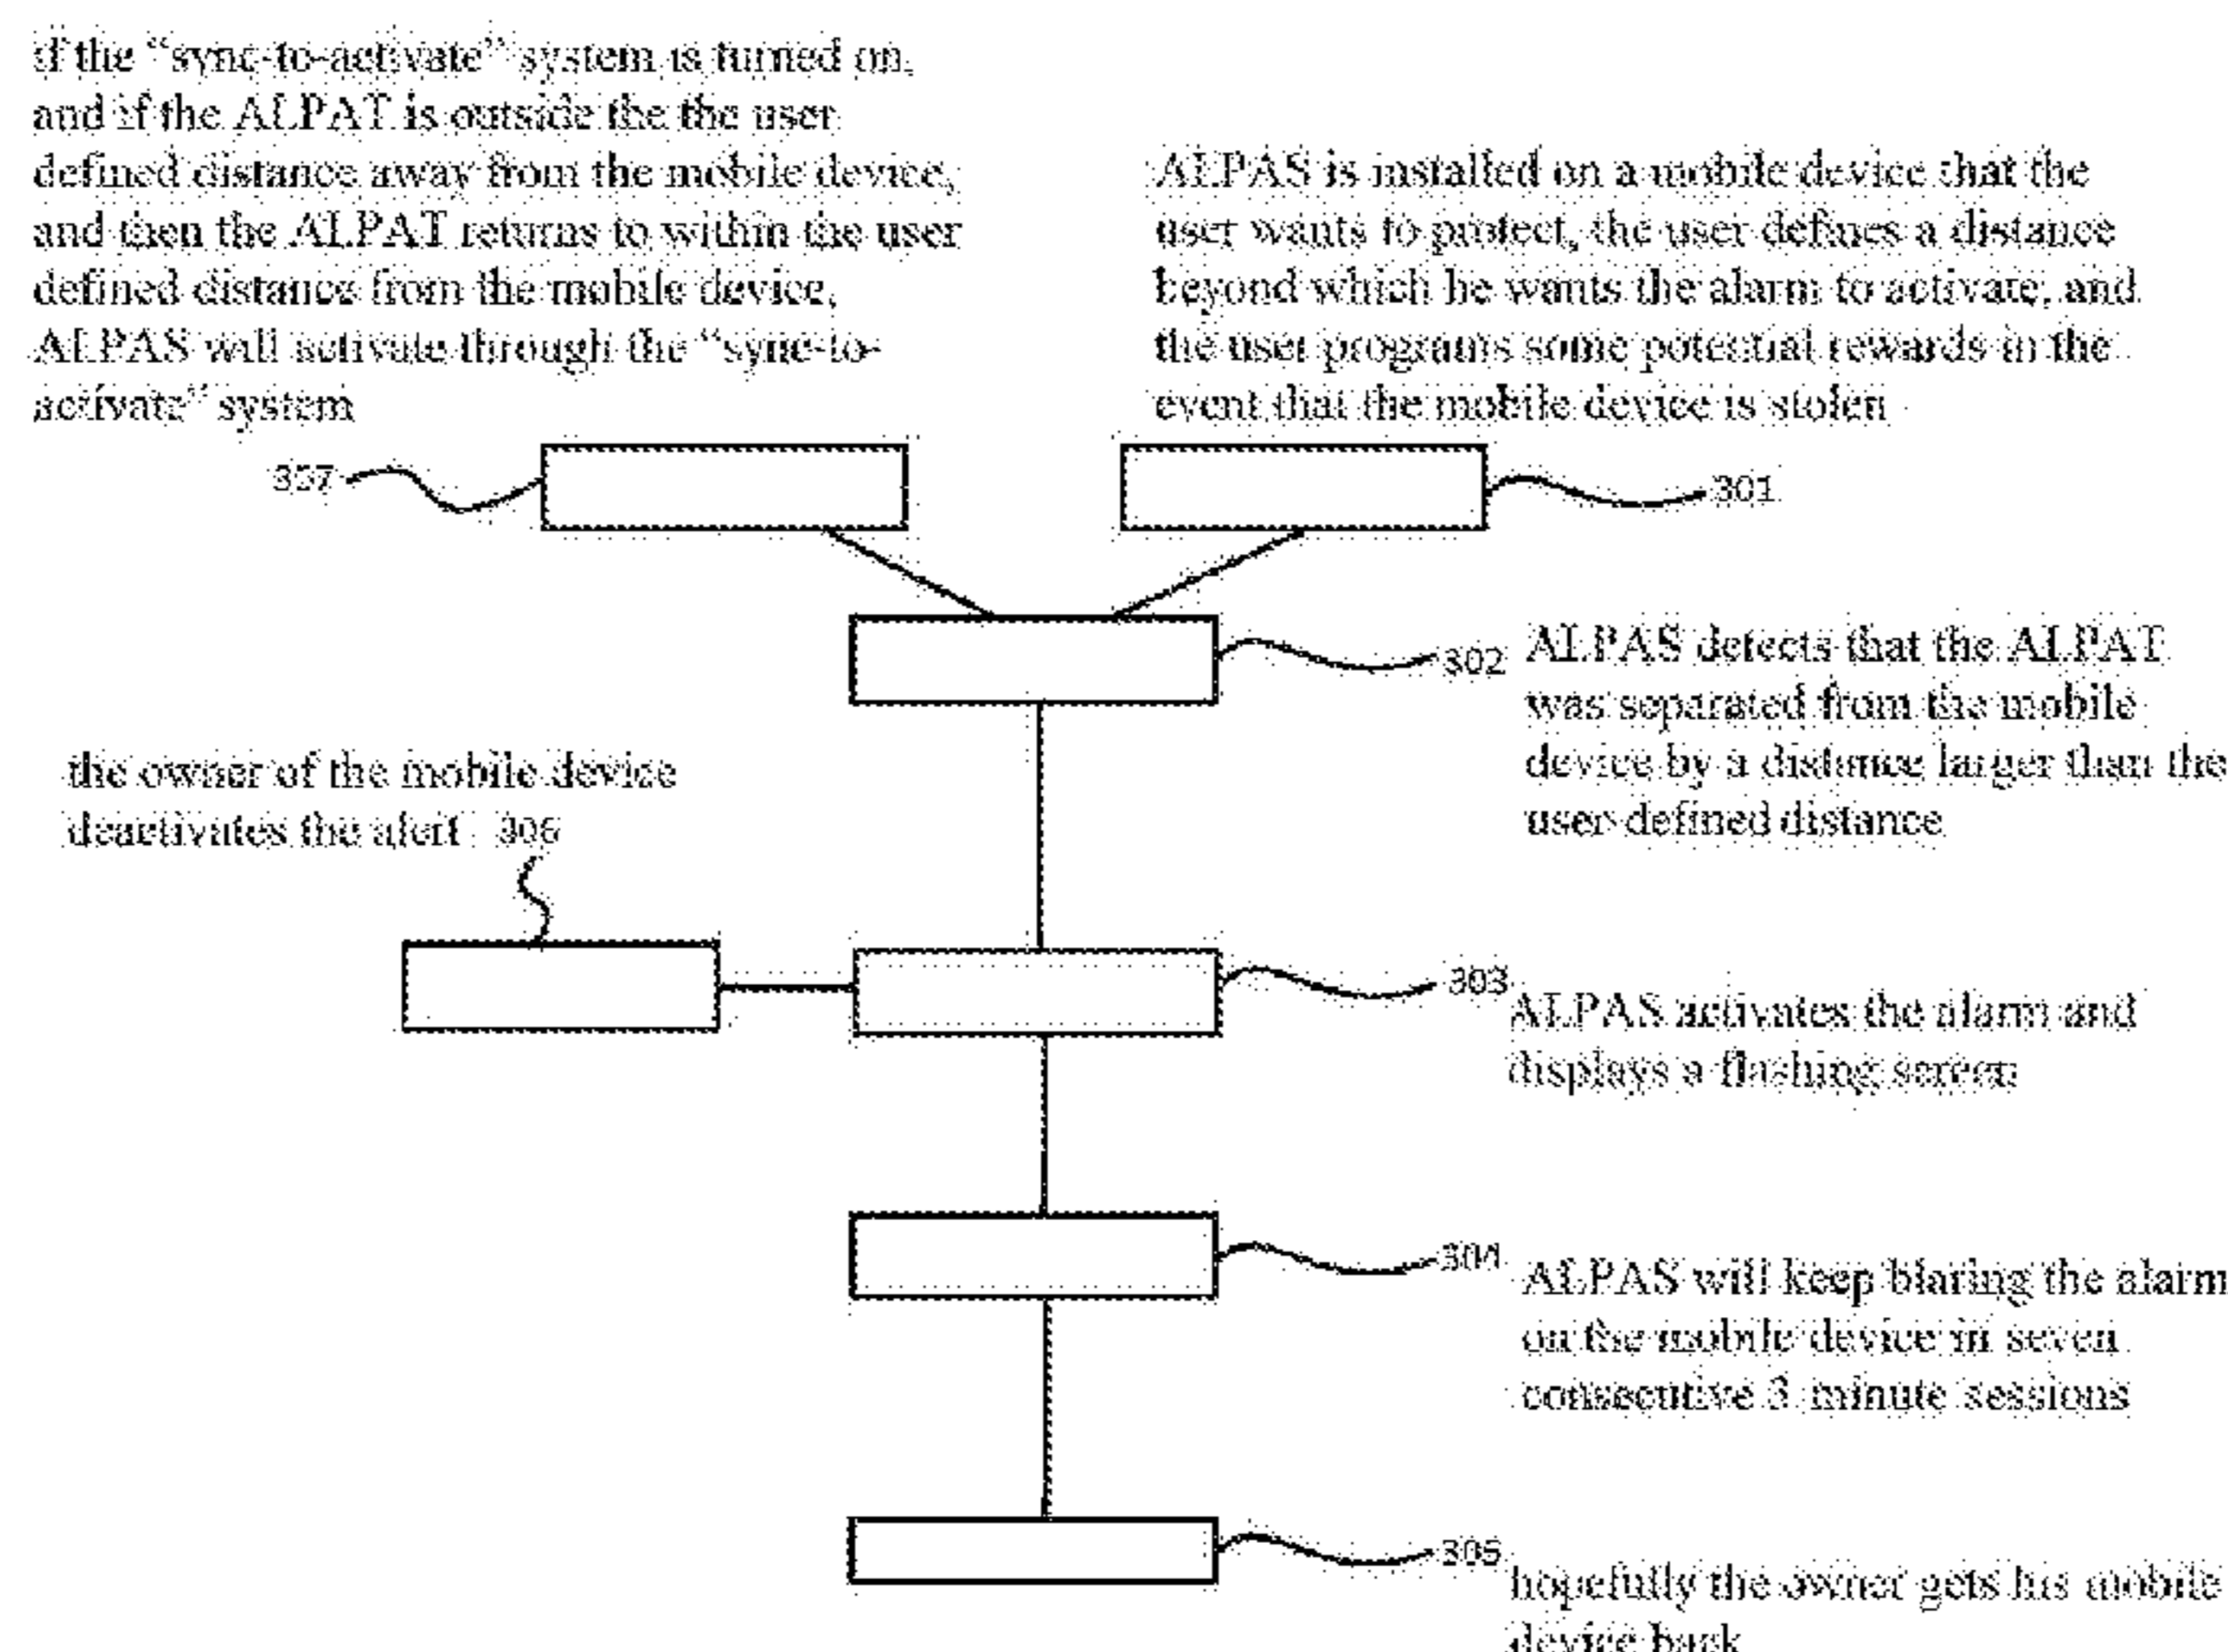 if the “sync-to-activate” system is turned on,
and if the ALPAT is outside the the user
defined distance away from the mobile device,
and then the ALPAT returns to within the user
defined distance from the mobile device,
ALPAS will activate through the “sync-to-
activate” system
ALPAS is installed on a mobile device that the
user wants to protect, the user defines a distance
beyond which he wants the alarm to activate, and
the user programs some potential rewards in the
event that the mobile device is stolen
307
301
302
ALPAS detects that the ALPAT
was separated from the mobile
device by a distance larger than the
user-defined distance
the owner of the mobile device
deactivates the alert 306
303
ALPAS activates the alarm and
displays a flashing screen
304
ALPAS will keep blaring the alarm
on the mobile device in seven
consecutive 3 minute sessions
305
hopefully the owner gets his mobile
device back